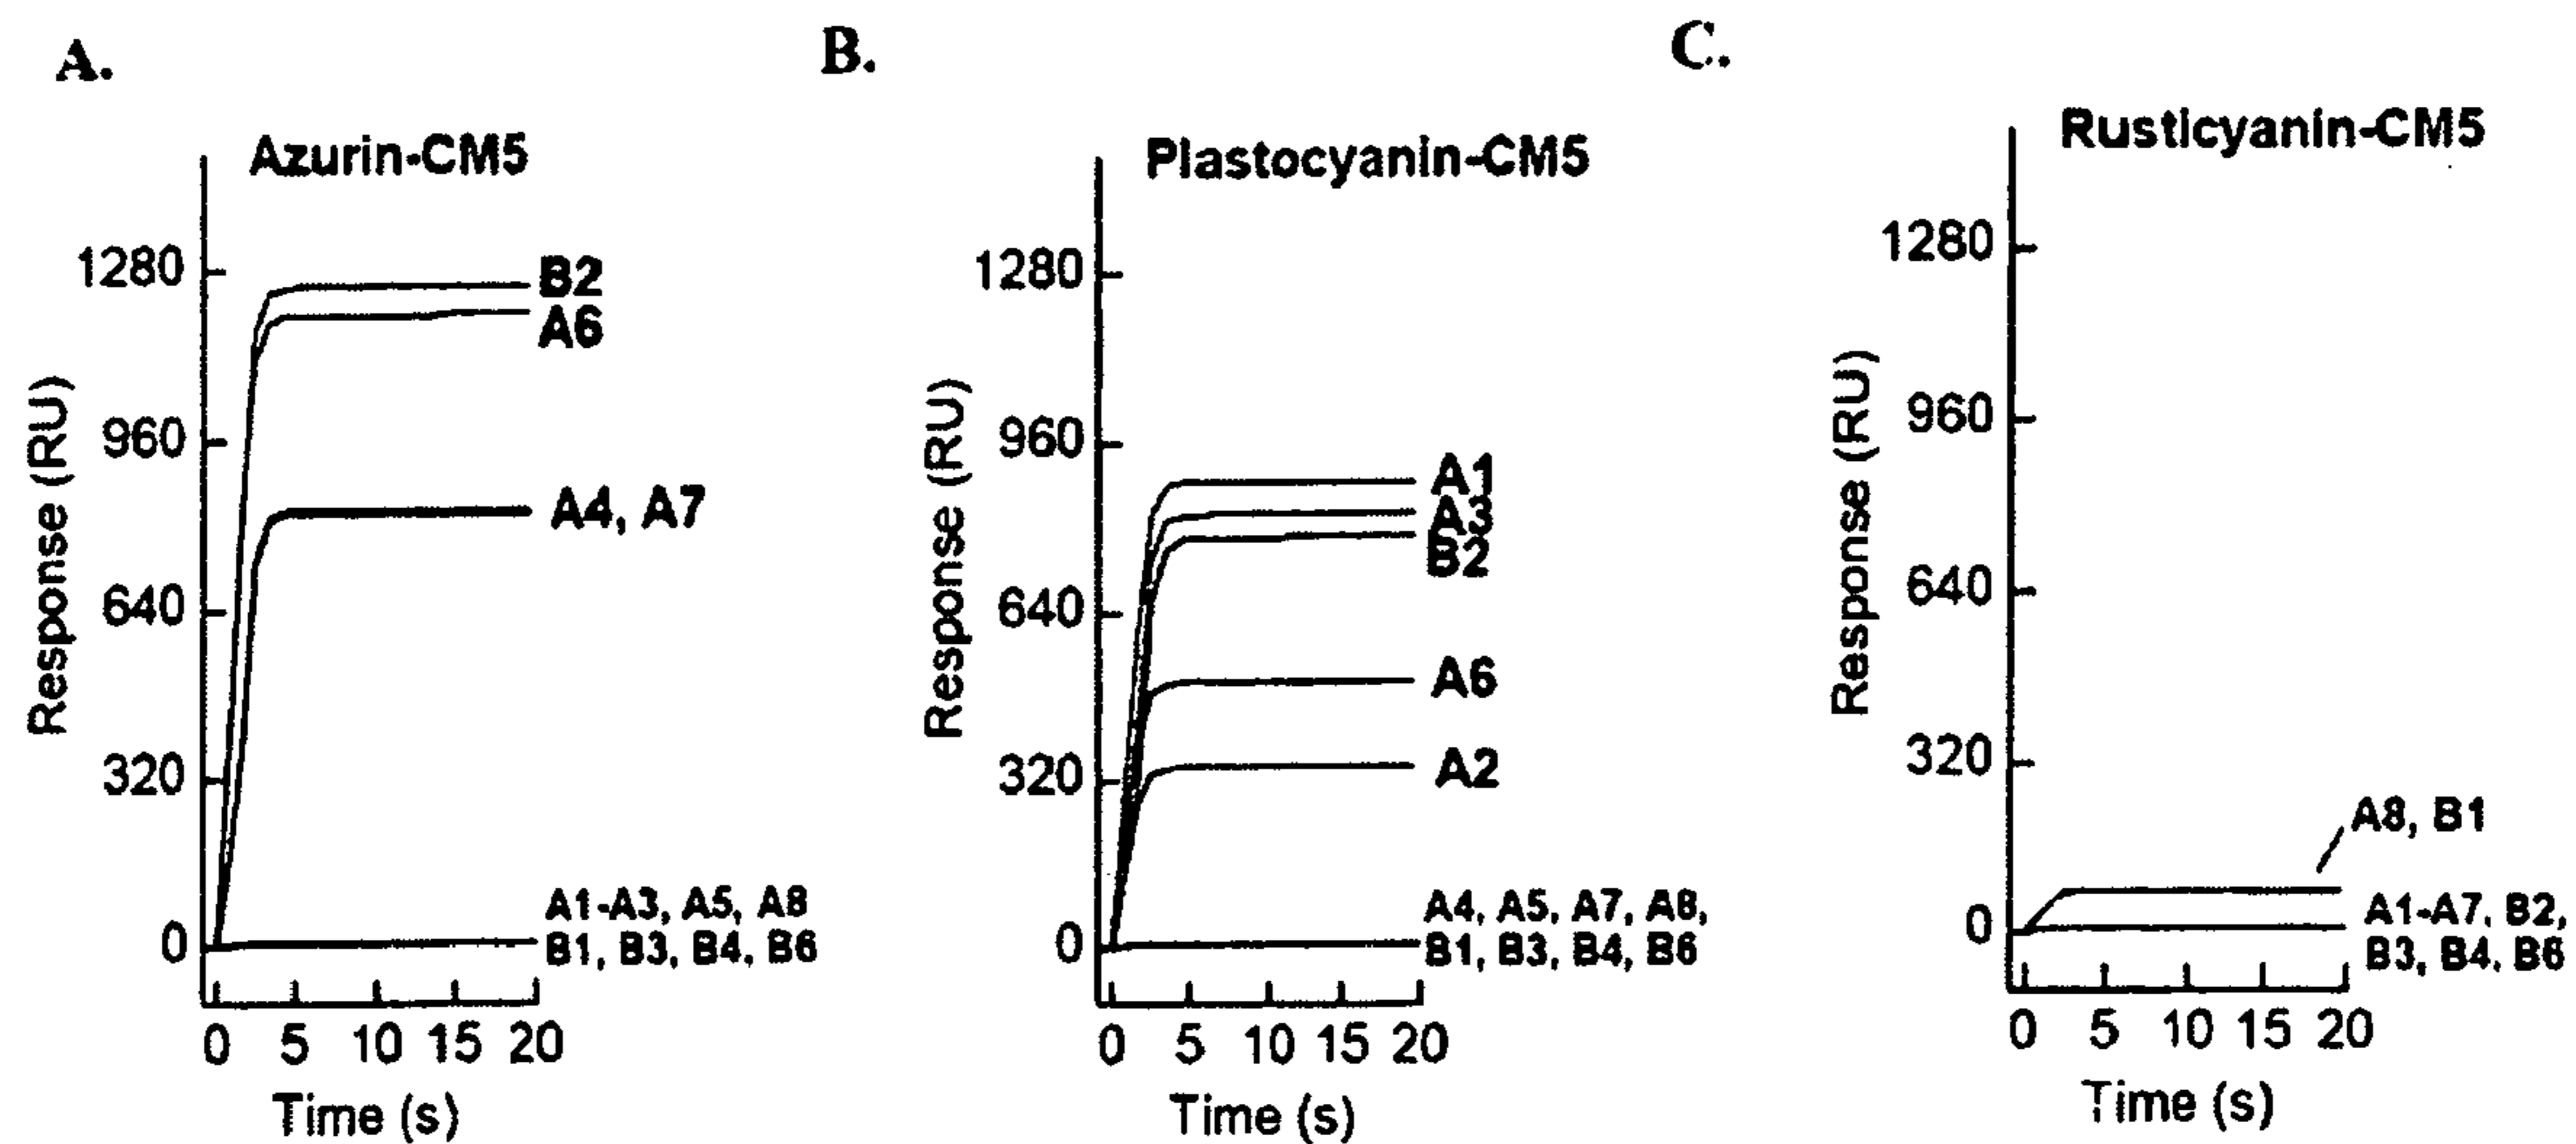 A.
Azurin-CM5
Response (RU)
1280
960
640
320
0
B2
A6
A4, A7
A1-A3, A5, A8
B1, B3, B4, B6
0 5 10 15 20
Time (s)
B.
Plastocyanin-CM5
Response (RU)
1280
960
640
320
0
A1
A3
B2
A6
A2
A4, A5, A7, A8,
B1, B3, B4, B6
0 5 10 15 20
Time (s)
C.
Rusticyanin-CM5
Response (RU)
1280
960
640
320
0
A8, B1
A1-A7, B2,
B3, B4, B6
0 5 10 15 20
Time (s)